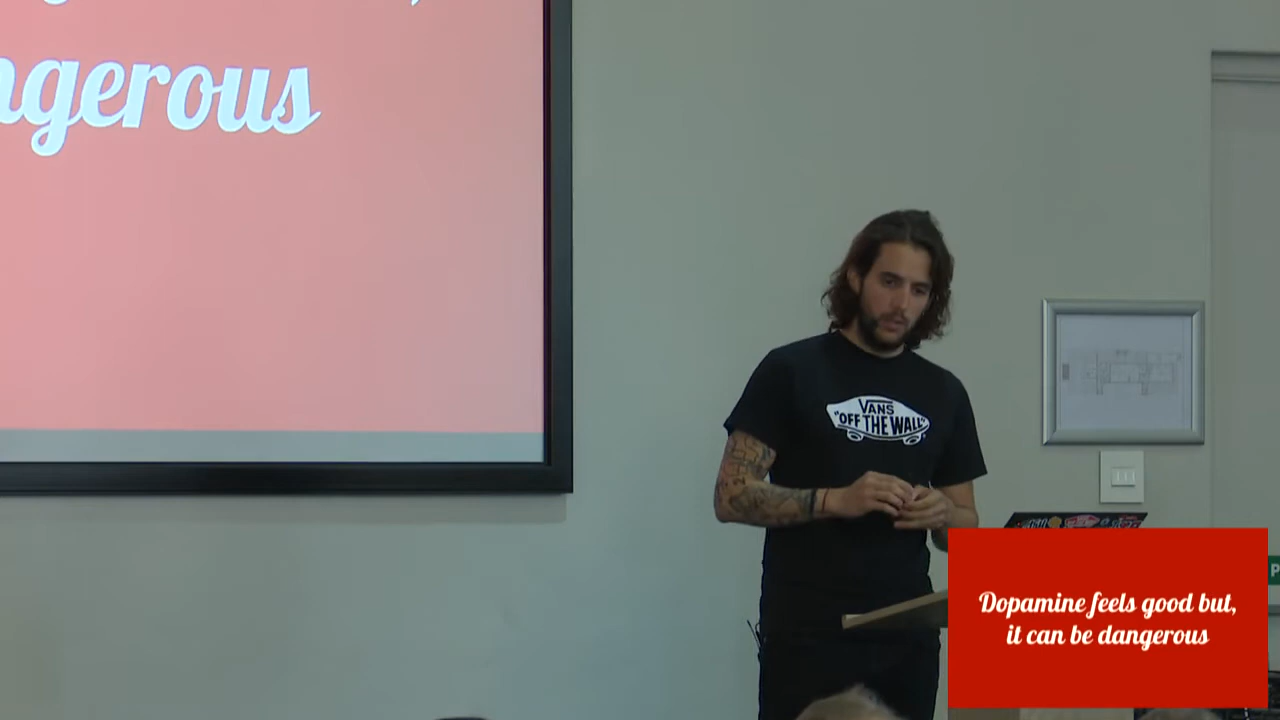 ngerous
VANS
"OFF THE WALL"
Dopamine feels good but,
it can be dangerous
P